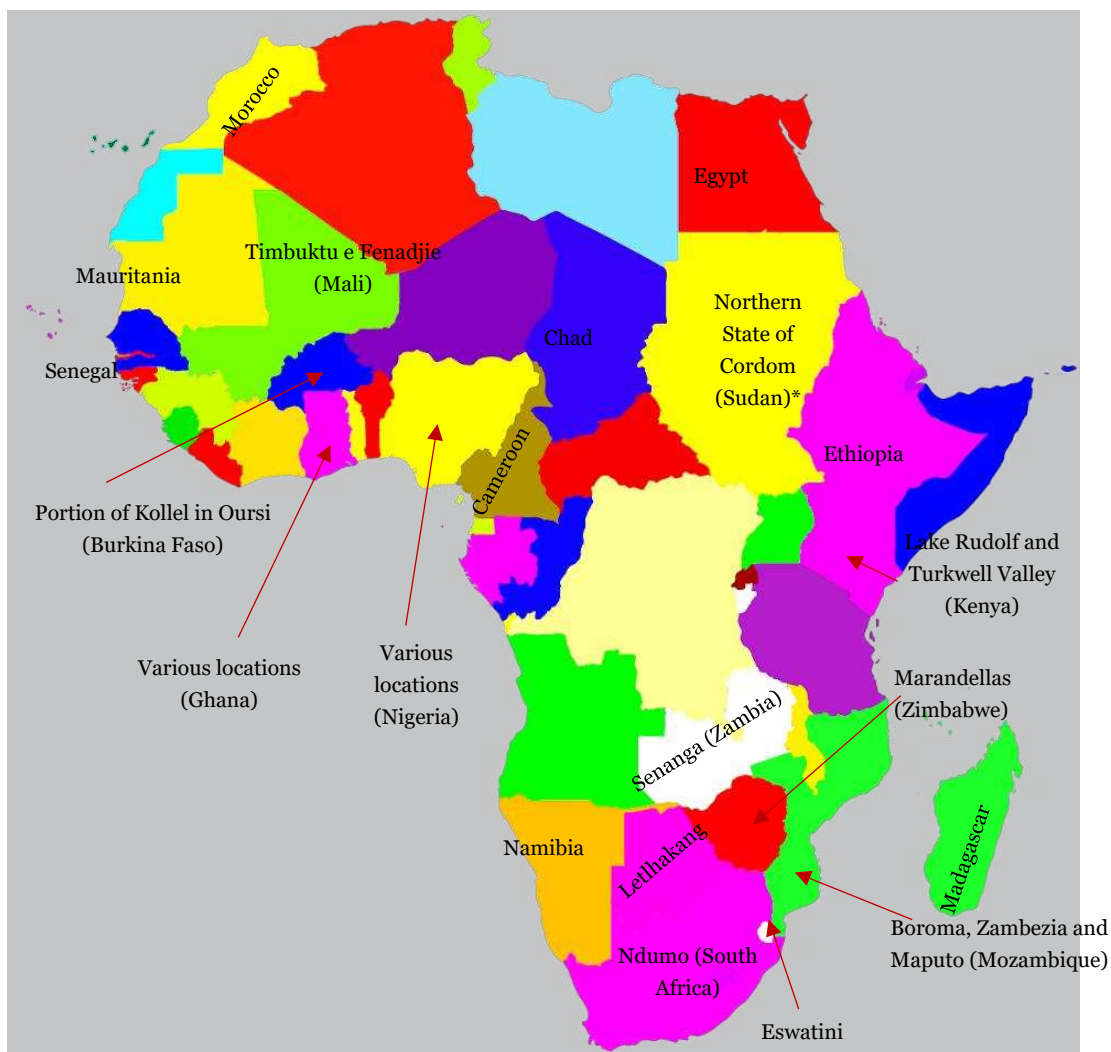 Morocco
Egypt
Timbuktu e Fenadjie
(Mali)
Mauritania
Northern
State of
Cordom
(Sudan)*
Chad
Senegal
Cameroon
Ethiopia
Portion of Kollel in Oursi
(Burkina Faso)
Lake Rudolf and
Turkwell Valley
(Kenya)
Various locations
(Ghana)
Various
locations
(Nigeria)
Marandellas
(Zimbabwe)
Senanga (Zambia)
Namibia
Letlhakang
Madagascar
Boroma, Zambezia and
Maputo (Mozambique)
Ndumo (South
Africa)
Eswatini